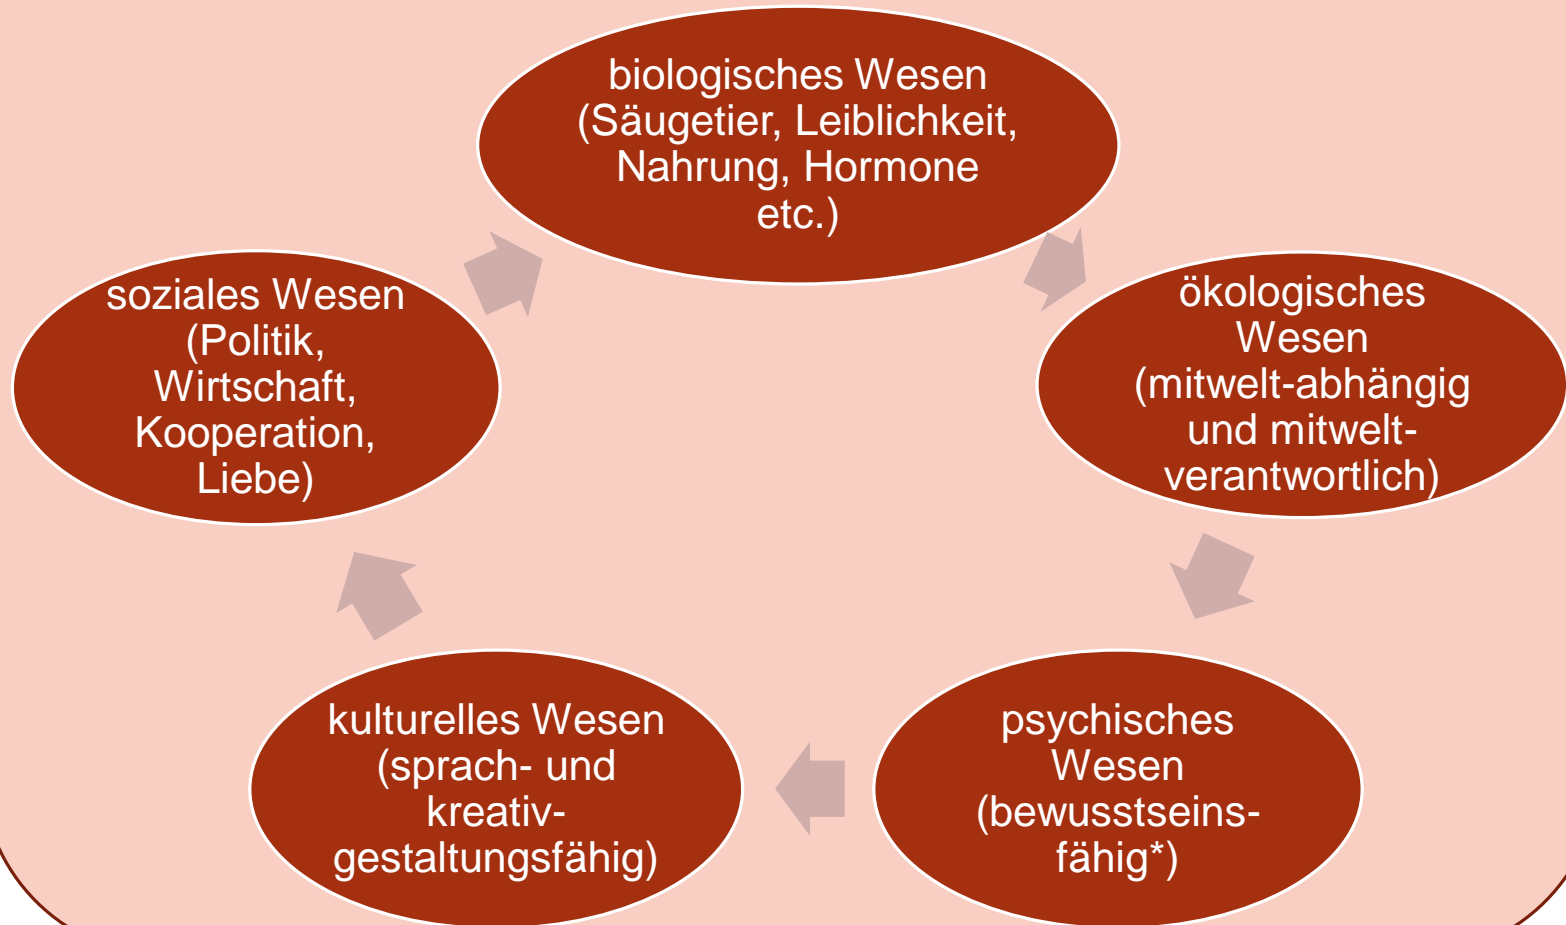 biologisches Wesen
(Säugetier, Leiblichkeit,
Nahrung, Hormone
etc.)
ökologisches
Wesen
(mitwelt-abhängig
und mitwelt-
verantwortlich)
psychisches
Wesen
(bewusstseins-
fähig*)
kulturelles Wesen
(sprach- und
kreativ-
gestaltungsfähig)
soziales Wesen
(Politik,
Wirtschaft,
Kooperation,
Liebe)